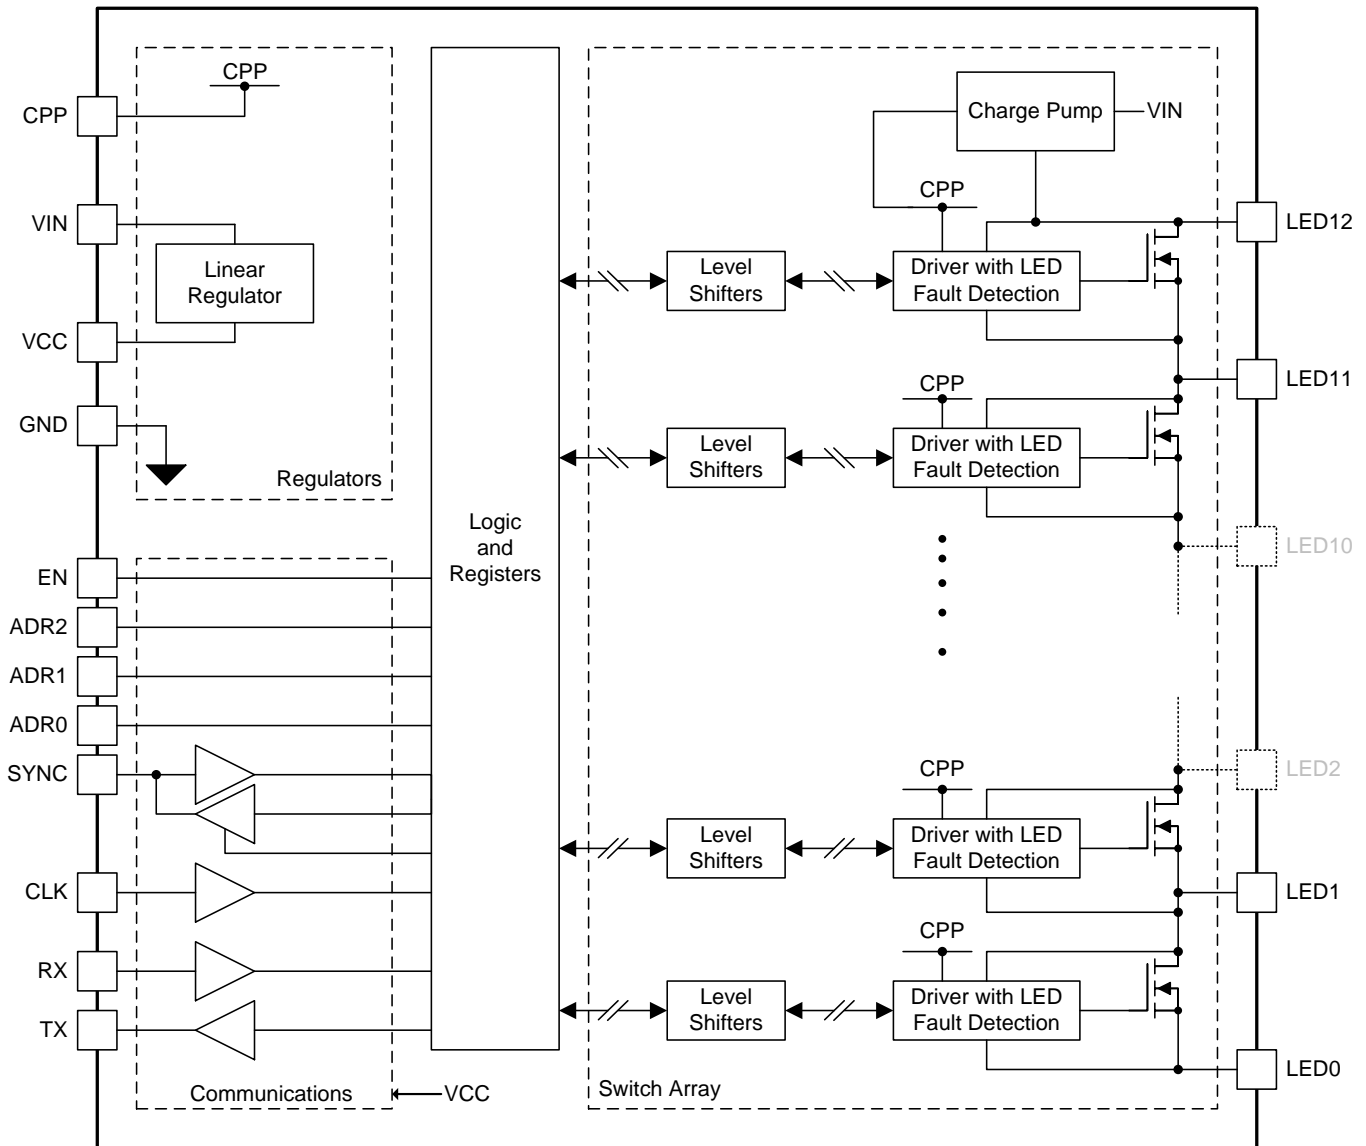 CPP
VIN
VCC
GND
CPP
Linear
Regulator
Regulators
EN
ADR2
ADR1
ADR0
SYNC
CLK
RX
TX
Communications
VCC
Logic
and
Registers
Charge Pump
VIN
CPP
Level
Shifters
Driver with LED
Fault Detection
CPP
Level
Shifters
Driver with LED
Fault Detection
CPP
Level
Shifters
Driver with LED
Fault Detection
CPP
Level
Shifters
Driver with LED
Fault Detection
Switch Array
LED12
LED11
LED10
LED2
LED1
LED0